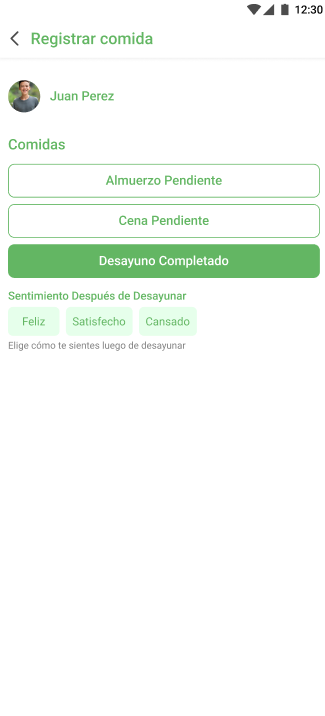 12:30
Registrar comida
Juan Perez
Comidas
Almuerzo Pendiente
Cena Pendiente
Desayuno Completado
Sentimiento Después de Desayunar
Feliz Satisfecho Cansado
Elige cómo te sientes luego de desayunar